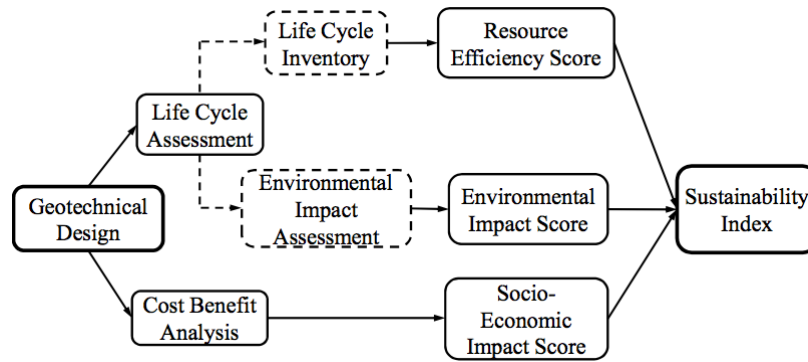 Life Cycle
Inventory
Resource
Efficiency Score
Life Cycle
Assessment
Geotechnical
Design
Environmental
Impact
Assessment
Environmental
Impact Score
Sustainability
Index
Cost Benefit
Analysis
Socio-
Economic
Impact Score